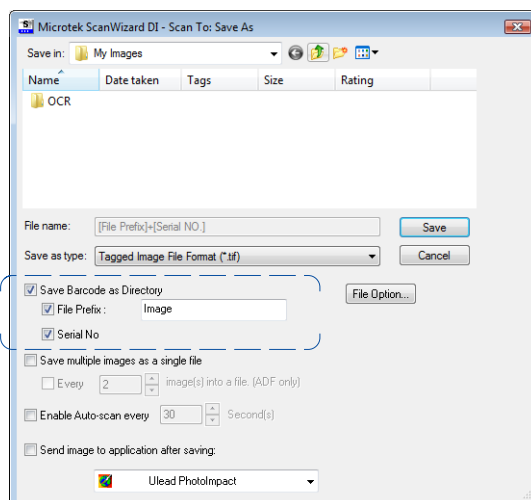 Microtek ScanWizard DI - Scan To: Save As
Save in: My Images
Name Date taken Tags Size Rating
OCR
File name: [File Prefix]+[Serial NO.] Save
Save as type: Tagged Image File Format (*.tif) Cancel
Save Barcode as Directory File Option...
File Prefix : Image
Serial No
Save multiple images as a single file
Every 2 image(s) into a file. (ADF only)
Enable Auto-scan every 30 Second(s)
Send image to application after saving:
Ulead PhotoImpact